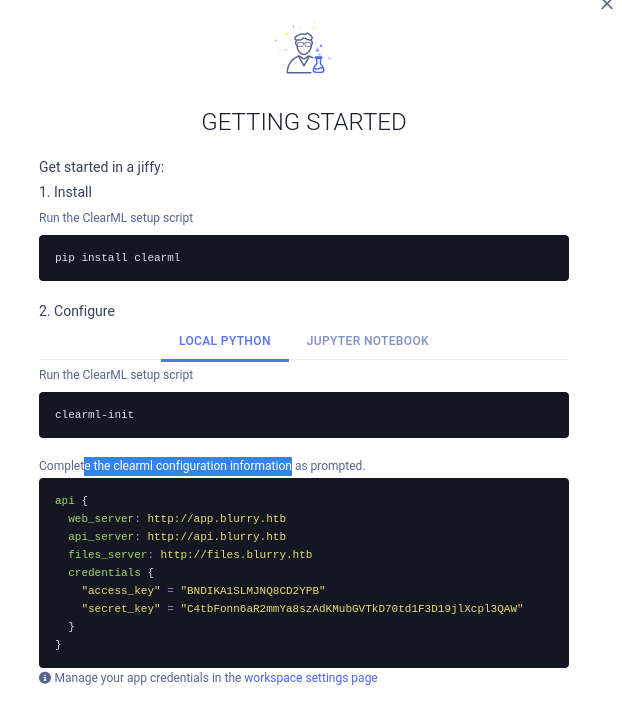 GETTING STARTED
Get started in a jiffy:
1. Install
Run the ClearML setup script
pip install clearml
2. Configure
LOCAL PYTHON JUPYTER NOTEBOOK
Run the ClearML setup script
clearml-init
Complete the clearml configuration information as prompted.
api {
  web_server: http://app.blurry.htb
  api_server: http://api.blurry.htb
  files_server: http://files.blurry.htb
  credentials {
    "access_key" = "BNDIKA1SLMJNQ8CD2YPB"
    "secret_key" = "C4tbFonn6aR2mmYa8szAdKMubGVTkD70td1F3D19jlXcpl3QAW"
  }
}
Manage your app credentials in the workspace settings page